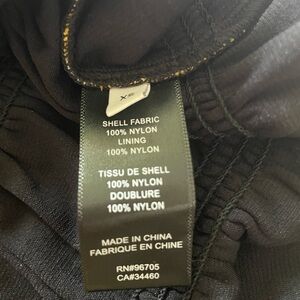 XS
SHELL FABRIC
100% NYLON
LINING
100% NYLON
TISSU DE SHELL
100% NYLON
DOUBLURE
100% NYLON
MADE IN CHINA
FABRIQUE EN CHINE
RN#96705
CA#34460